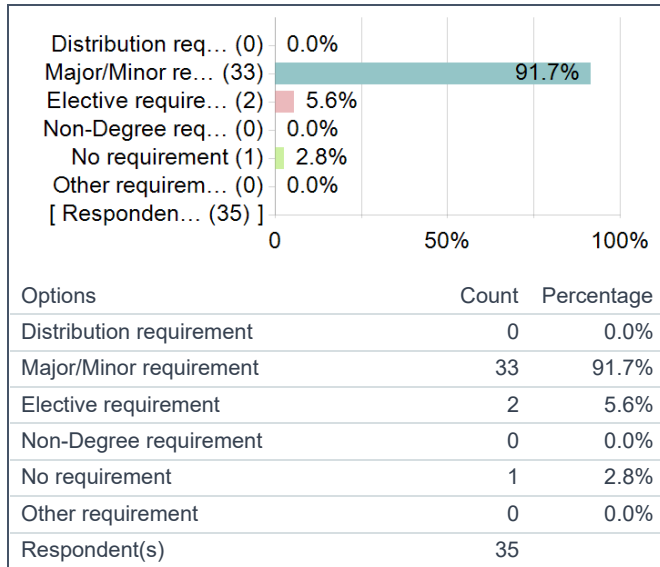 Distribution req… (0) 0.0%
Major/Minor re… (33) 91.7%
Elective require… (2) 5.6%
Non-Degree req… (0) 0.0%
No requirement (1) 2.8%
Other requirem… (0) 0.0%
[ Responden… (35) ]
0 50% 100%
Options Count Percentage
Distribution requirement 0 0.0%
Major/Minor requirement 33 91.7%
Elective requirement 2 5.6%
Non-Degree requirement 0 0.0%
No requirement 1 2.8%
Other requirement 0 0.0%
Respondent(s) 35